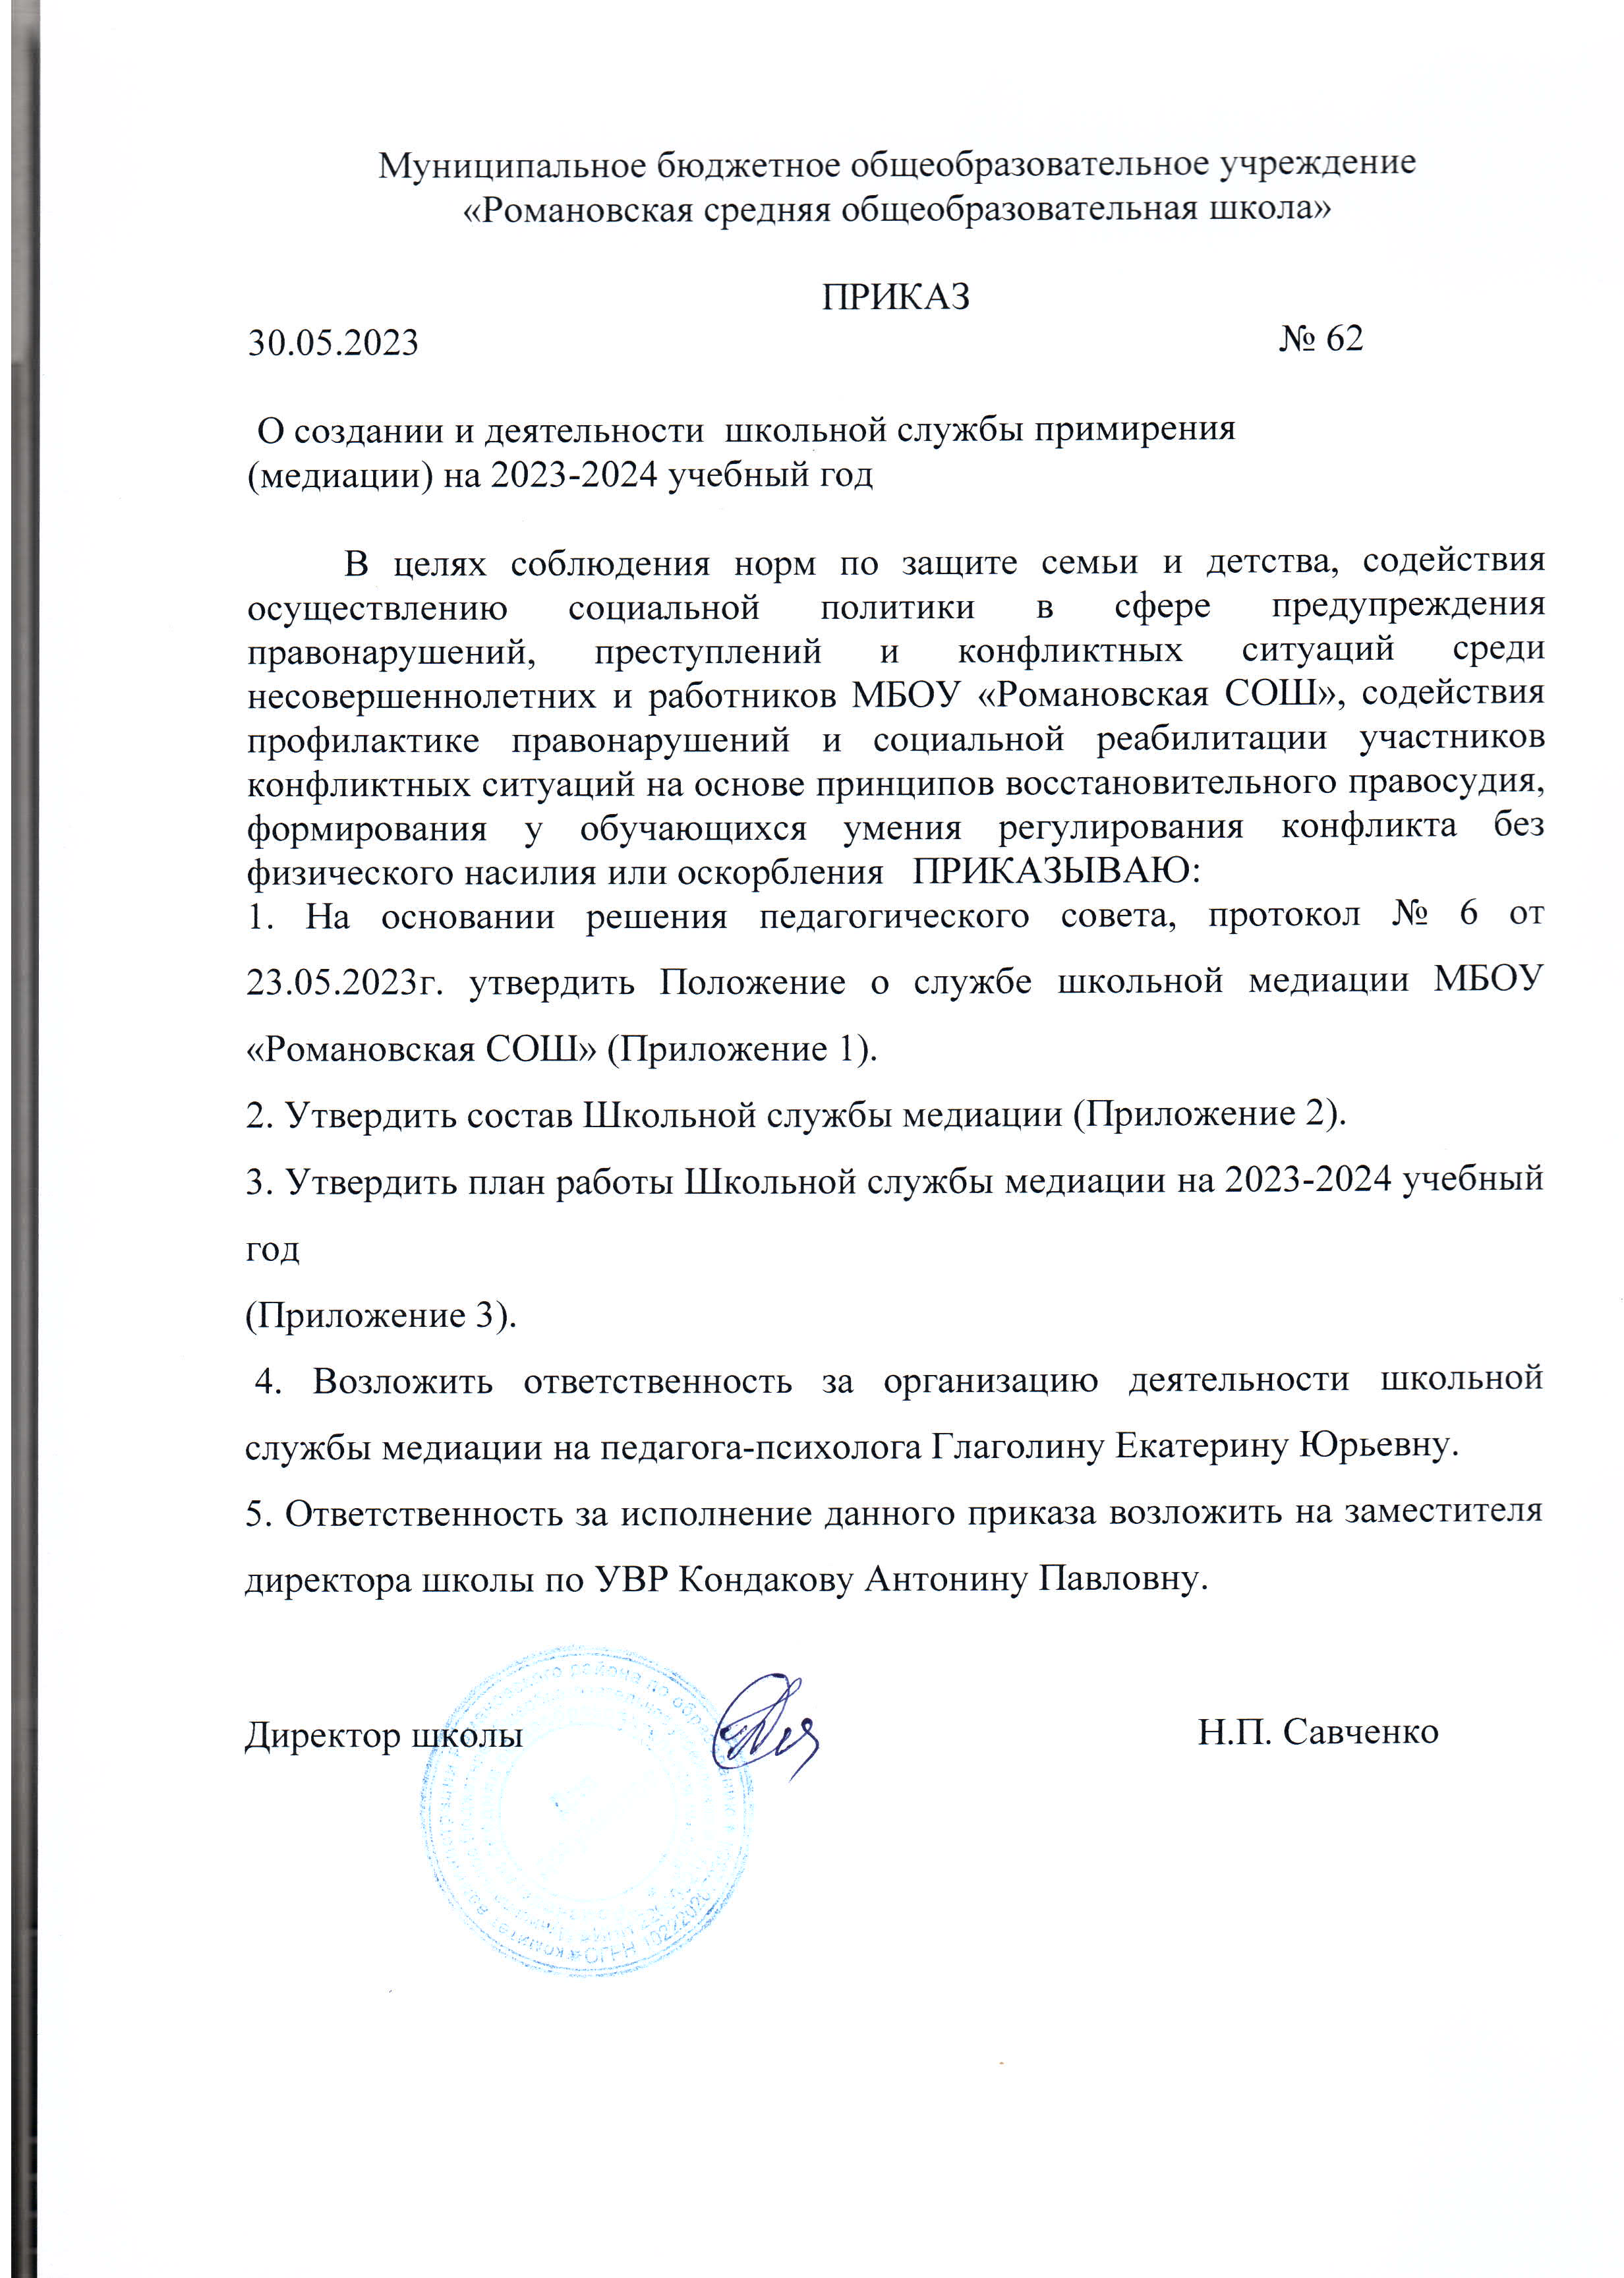 Муниципальное бюджетное общеобразовательное учреждение
«Романовская средняя общеобразовательная школа»
ПРИКАЗ
30.05.2023 № 62
О создании и деятельности школьной службы примирения
(медиации) на 2023-2024 учебный год
В целях соблюдения норм по защите семьи и детства, содействия
осуществлению социальной политики в сфере предупреждения
правонарушений, преступлений и конфликтных ситуаций среди
несовершеннолетних и работников МБОУ «Романовская СОШ», содействия
профилактике правонарушений и социальной реабилитации участников
конфликтных ситуаций на основе принципов восстановительного правосудия,
формирования у обучающихся умения регулирования конфликта без
физического насилия или оскорбления ПРИКАЗЫВАЮ:
1. На основании решения педагогического совета, протокол № 6 от
23.05.2023г. утвердить Положение о службе школьной медиации МБОУ
«Романовская СОШ» (Приложение 1).
2. Утвердить состав Школьной службы медиации (Приложение 2).
3. Утвердить план работы Школьной службы медиации на 2023-2024 учебный
год
(Приложение 3).
4. Возложить ответственность за организацию деятельности школьной
службы медиации на педагога-психолога Глаголину Екатерину Юрьевну.
5. Ответственность за исполнение данного приказа возложить на заместителя
директора школы по УВР Кондакову Антонину Павловну.
Директор школы Н.П. Савченко
района по
комитет
ОГРН